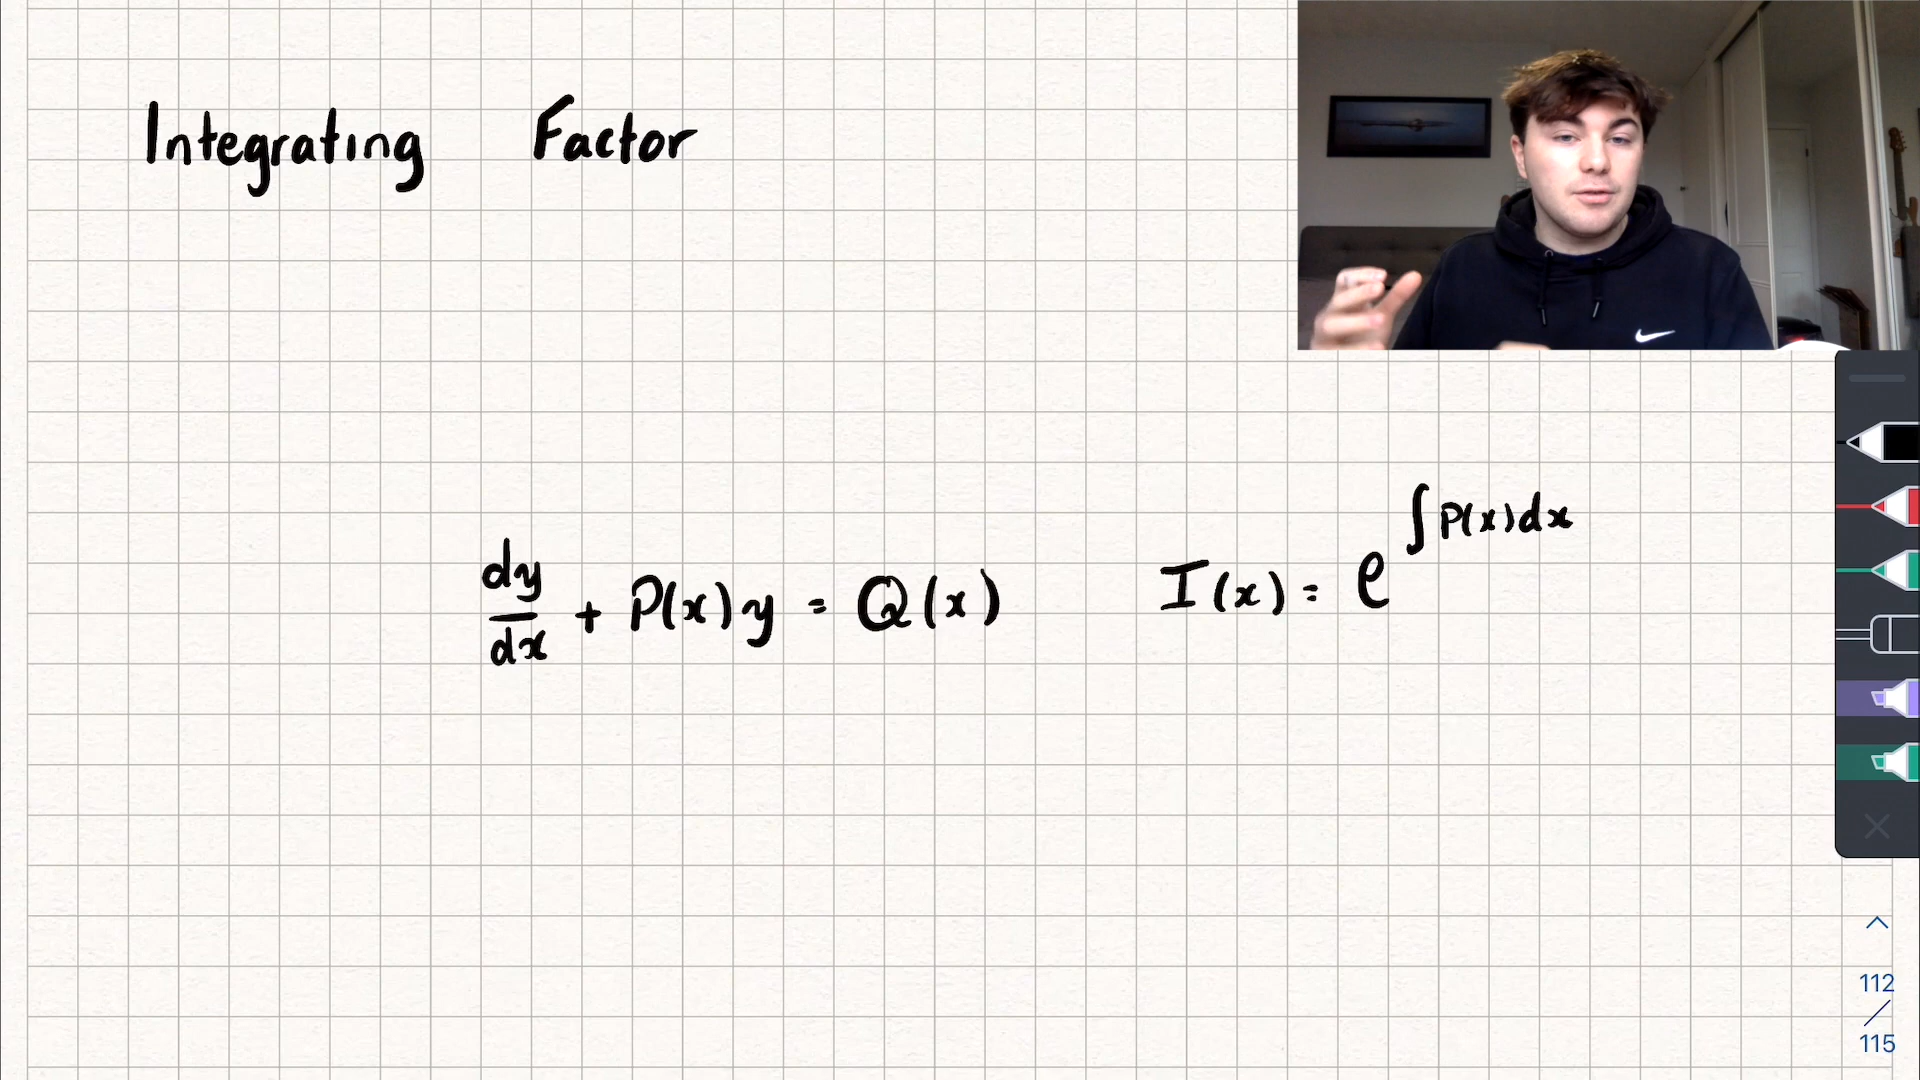 Integrating Factor
dy/dx + P(x)y = Q(x)
I(x) = e^∫P(x)dx
112
/
115